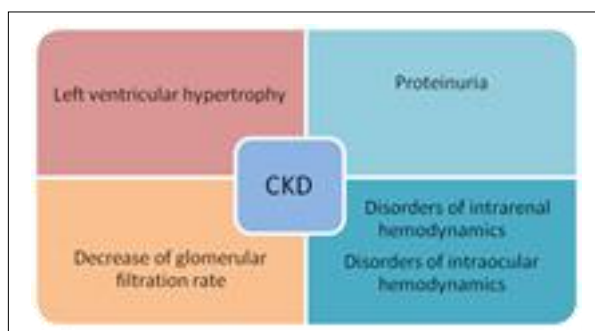 Left ventricular hypertrophy
Proteinuria
CKD
Decrease of glomerular
filtration rate
Disorders of intrarenal
hemodynamics
Disorders of intraocular
hemodynamics